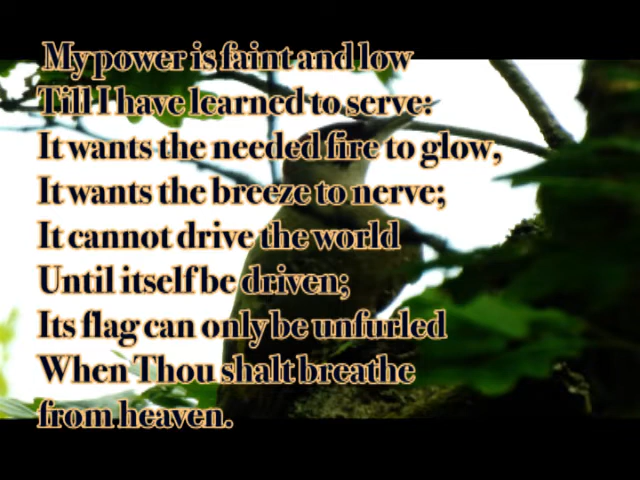 My power is faint and low
Till I have learned to serve:
It wants the needed fire to glow,
It wants the breeze to nerve;
It cannot drive the world
Until itself be driven;
Its flag can only be unfurled
When Thou shalt breathe
from heaven.